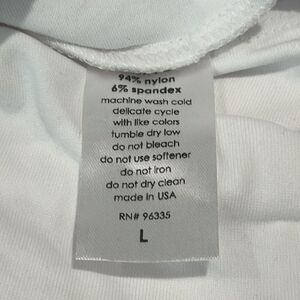 94% nylon
6% spandex
machine wash cold
delicate cycle
with like colors
tumble dry low
do not bleach
do not use softener
do not iron
do not dry clean
made in USA
RN# 96335
L